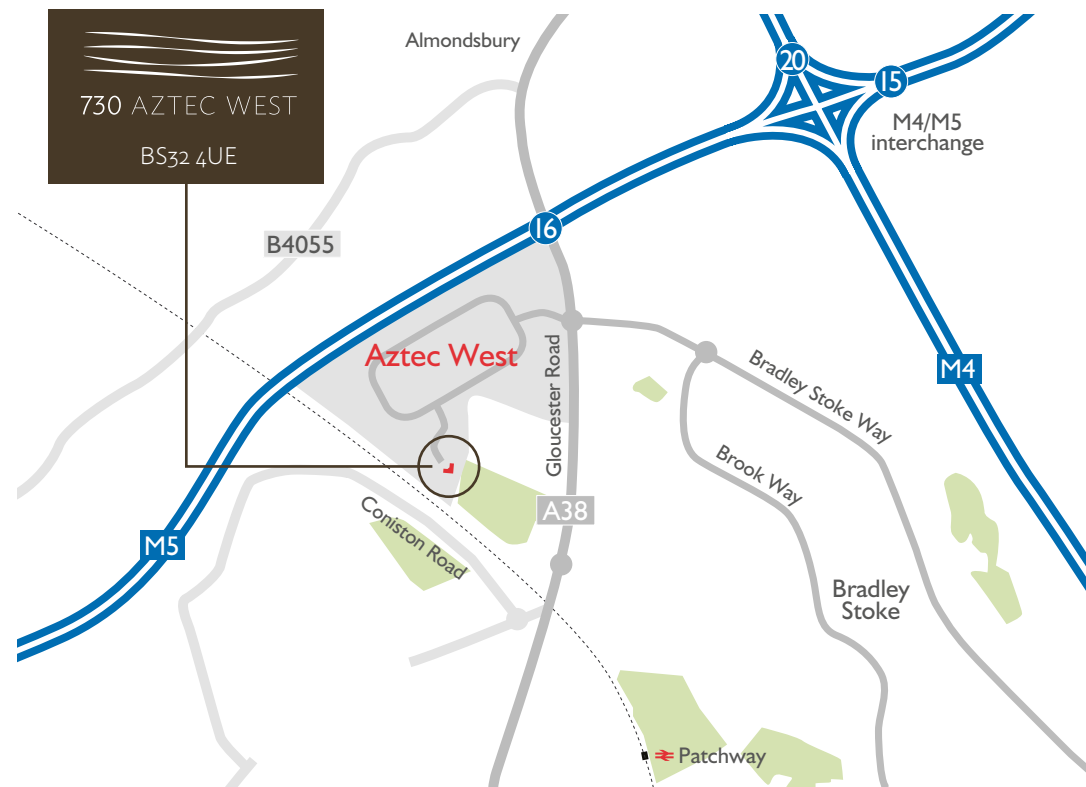 730 AZTEC WEST
BS32 4UE
Almondsbury
20
15
M4/M5
interchange
16
B4055
Aztec West
Gloucester Road
Bradley Stoke Way
M4
Brook Way
A38
Coniston Road
M5
Bradley
Stoke
Patchway